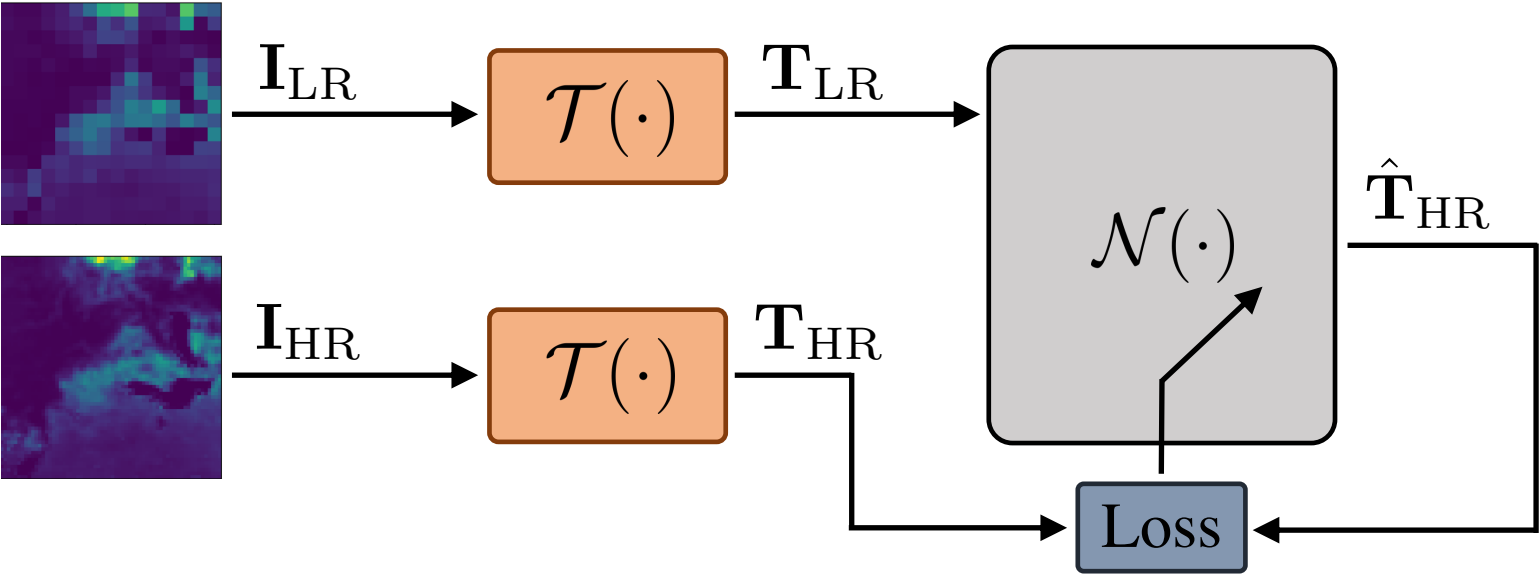 I_LR
𝒯(·)
T_LR
𝒩(·)
T̂_HR
I_HR
𝒯(·)
T_HR
Loss